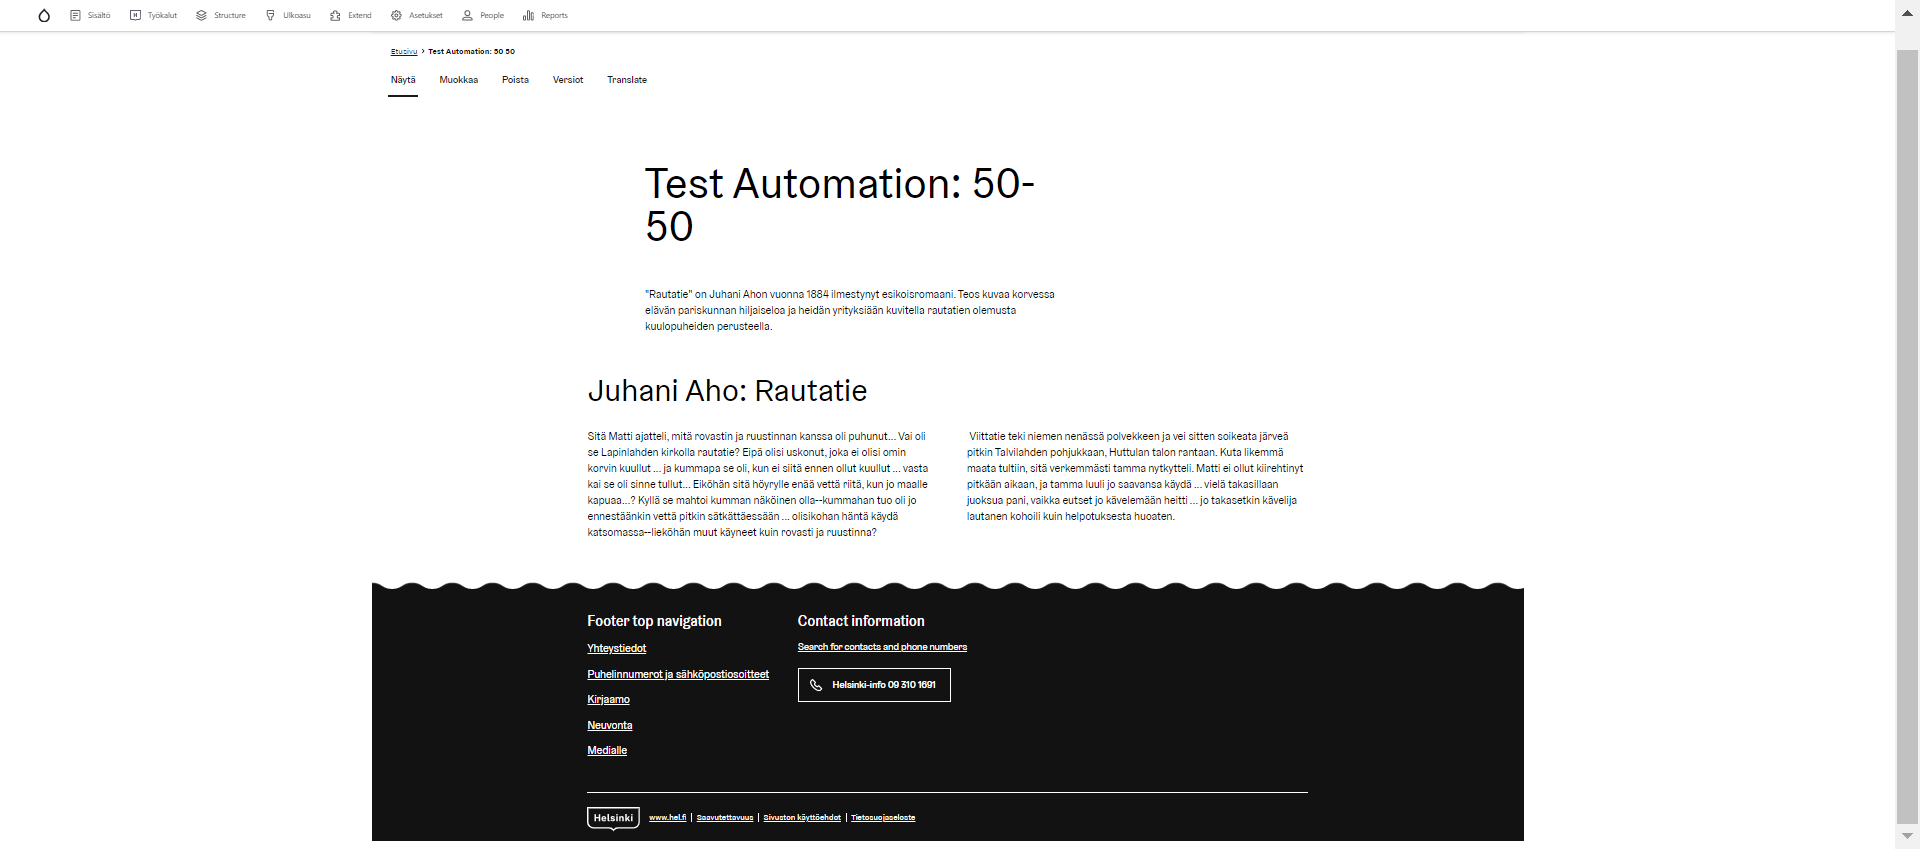 Sisältö Työkalut Structure Ulkoasu Extend Asetukset People Reports
Etusivu > Test Automation: 50 50
Näytä Muokkaa Poista Versiot Translate
Test Automation: 50-
50
"Rautatie" on Juhani Ahon vuonna 1884 ilmestynyt esikoisromaani. Teos kuvaa korvessa
elävän pariskunnan hiljaiseloa ja heidän yrityksiään kuvitella rautatien olemusta
kuulopuheiden perusteella.
Juhani Aho: Rautatie
Sitä Matti ajatteli, mitä rovastin ja ruustinnan kanssa oli puhunut... Vai oli
se Lapinlahden kirkolla rautatie? Eipä olisi uskonut, joka ei olisi omin
korvin kuullut ... ja kummapa se oli, kun ei siitä ennen ollut kuullut ... vasta
kai se oli sinne tullut... Eiköhän sitä höyrylle enää vettä riitä, kun jo maalle
kapuaa...? Kyllä se mahtoi kumman näköinen olla--kummahan tuo oli jo
ennestäänkin vettä pitkin sätkättäessään ... olisikohan häntä käydä
katsomassa--lieköhän muut käyneet kuin rovasti ja ruustinna?
Viittatie teki niemen nenässä polvekkeen ja vei sitten soikeata järveä
pitkin Talvilahden pohjukkaan, Huttulan talon rantaan. Kuta likemmä
maata tultiin, sitä verkemmästi tamma nytkytteli. Matti ei ollut kiirehtinyt
pitkään aikaan, ja tamma luuli jo saavansa käydä ... vielä takasillaan
juoksua pani, vaikka eutset jo kävelemään heitti ... jo takasetkin kävelijä
lautanen kohoili kuin helpotuksesta huoaten.
Footer top navigation
Yhteystiedot
Puhelinnumerot ja sähköpostiosoitteet
Kirjaamo
Neuvonta
Medialle
Contact information
Search for contacts and phone numbers
Helsinki-info 09 310 1691
Helsinki www.hel.fi | Saavutettavuus | Sivuston käyttöehdot | Tietosuojaseloste